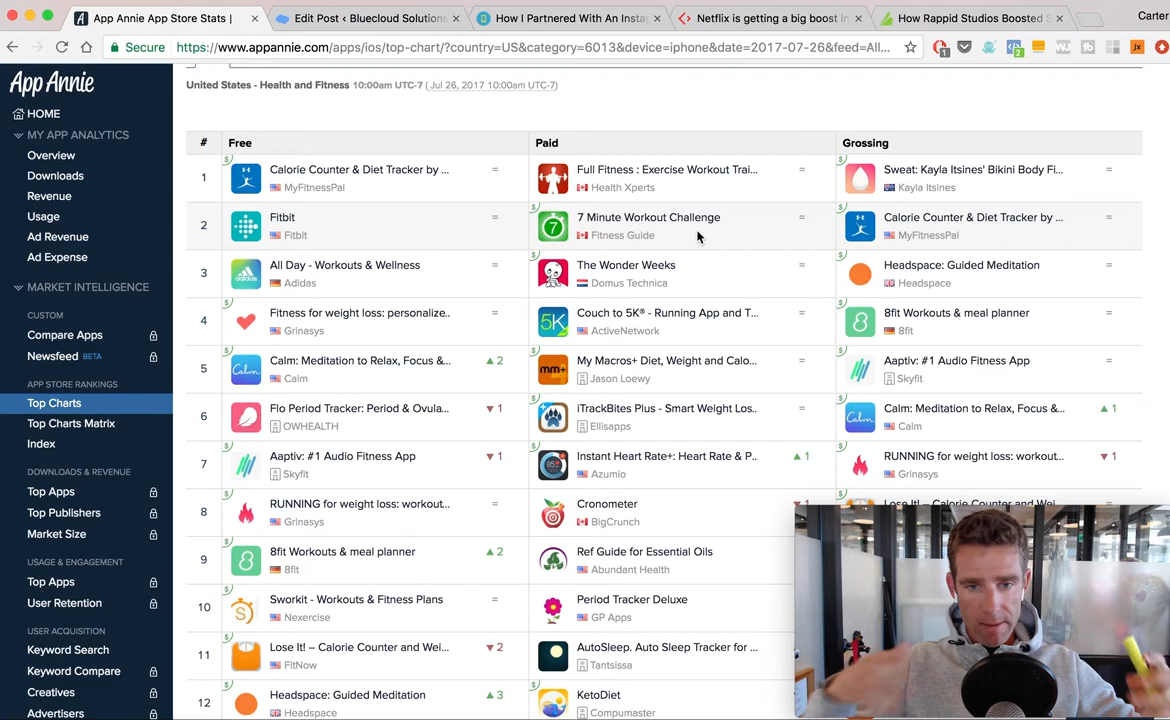 App Annie App Store Stats |
Edit Post ‹ Bluecloud Solutions
How I Partnered With An Insta
Netflix is getting a big boost in
How Rappid Studios Boosted S
Carter
Secure
https://www.appannie.com/apps/ios/top-chart/?country=US&category=6013&device=iphone&date=2017-07-26&feed=All...
App Annie
HOME
MY APP ANALYTICS
Overview
Downloads
Revenue
Usage
Ad Revenue
Ad Expense
MARKET INTELLIGENCE
CUSTOM
Compare Apps
Newsfeed BETA
APP STORE RANKINGS
Top Charts
Top Charts Matrix
Index
DOWNLOADS & REVENUE
Top Apps
Top Publishers
Market Size
USAGE & ENGAGEMENT
Top Apps
User Retention
USER ACQUISITION
Keyword Search
Keyword Compare
Creatives
Advertisers
United States - Health and Fitness 10:00am UTC-7 ( Jul 26, 2017 10:00am UTC-7)
# Free Paid Grossing
1
Calorie Counter & Diet Tracker by ... =
MyFitnessPal
Full Fitness : Exercise Workout Trai... =
Health Xperts
Sweat: Kayla Itsines' Bikini Body Fi... =
Kayla Itsines
2
Fitbit =
Fitbit
7 Minute Workout Challenge =
Fitness Guide
Calorie Counter & Diet Tracker by ... =
MyFitnessPal
3
All Day - Workouts & Wellness =
Adidas
The Wonder Weeks =
Domus Technica
Headspace: Guided Meditation =
Headspace
4
Fitness for weight loss: personalize.. =
Grinasys
Couch to 5K® - Running App and T... =
ActiveNetwork
8fit Workouts & meal planner =
8fit
5
Calm: Meditation to Relax, Focus &... ▲2
Calm
My Macros+ Diet, Weight and Calo... =
Jason Loewy
Aaptiv: #1 Audio Fitness App =
Skyfit
6
Flo Period Tracker: Period & Ovula... ▼1
OWHEALTH
iTrackBites Plus - Smart Weight Los.. =
Ellisapps
Calm: Meditation to Relax, Focus &... ▲1
Calm
7
Aaptiv: #1 Audio Fitness App ▼1
Skyfit
Instant Heart Rate+: Heart Rate & P.. ▲1
Azumio
RUNNING for weight loss: workout... ▼1
Grinasys
8
RUNNING for weight loss: workout... =
Grinasys
Cronometer
BigCrunch
Lose It! – Calorie Counter and Wei...
9
8fit Workouts & meal planner ▲2
8fit
Ref Guide for Essential Oils
Abundant Health
10
Sworkit - Workouts & Fitness Plans =
Nexercise
Period Tracker Deluxe
GP Apps
11
Lose It! – Calorie Counter and Wei... ▼2
FitNow
AutoSleep. Auto Sleep Tracker for ...
Tantsissa
12
Headspace: Guided Meditation ▲3
Headspace
KetoDiet
Compumaster